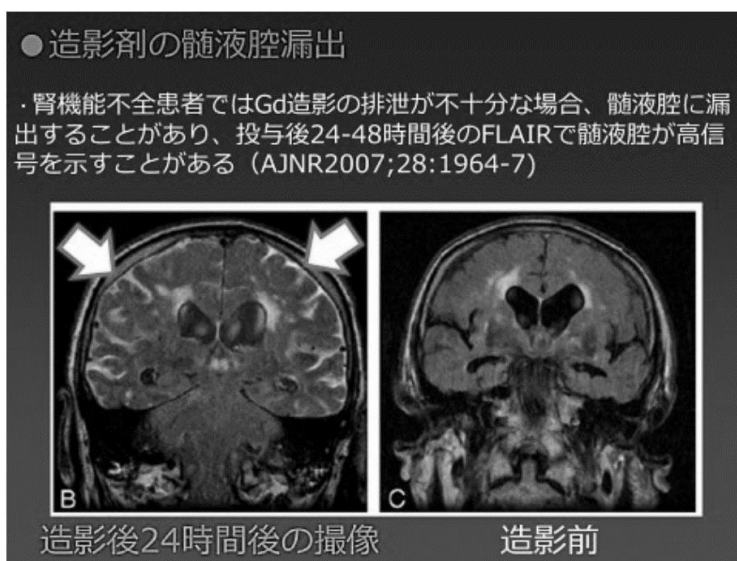 ●造影剤の髄液腔漏出
・腎機能不全患者ではGd造影の排泄が不十分な場合、髄液腔に漏
出することがあり、投与後24-48時間後のFLAIRで髄液腔が高信
号を示すことがある（AJNR2007;28:1964-7)
B
C
造影後24時間後の撮像
造影前